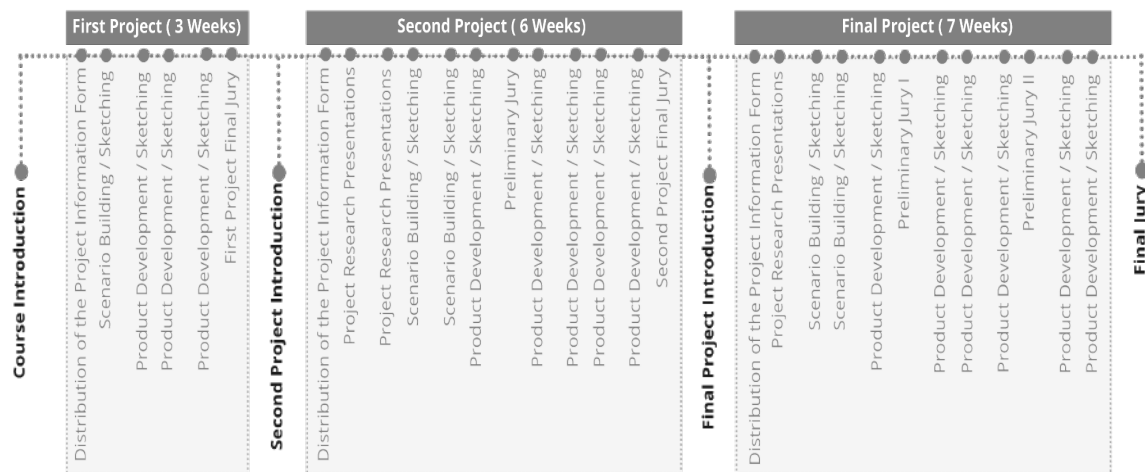 First Project ( 3 Weeks)
Second Project ( 6 Weeks)
Final Project ( 7 Weeks)
Course Introduction
Distribution of the Project Information Form
Scenario Building / Sketching
Product Development / Sketching
Product Development / Sketching
Product Development / Sketching
First Project Final Jury
Second Project Introduction
Distribution of the Project Information Form
Project Research Presentations
Project Research Presentations
Scenario Building / Sketching
Scenario Building / Sketching
Product Development / Sketching
Preliminary Jury
Product Development / Sketching
Product Development / Sketching
Product Development / Sketching
Product Development / Sketching
Second Project Final Jury
Final Project Introduction
Distribution of the Project Information Form
Project Research Presentations
Scenario Building / Sketching
Scenario Building / Sketching
Product Development / Sketching
Preliminary Jury I
Product Development / Sketching
Product Development / Sketching
Product Development / Sketching
Preliminary Jury II
Product Development / Sketching
Product Development / Sketching
Final Jury